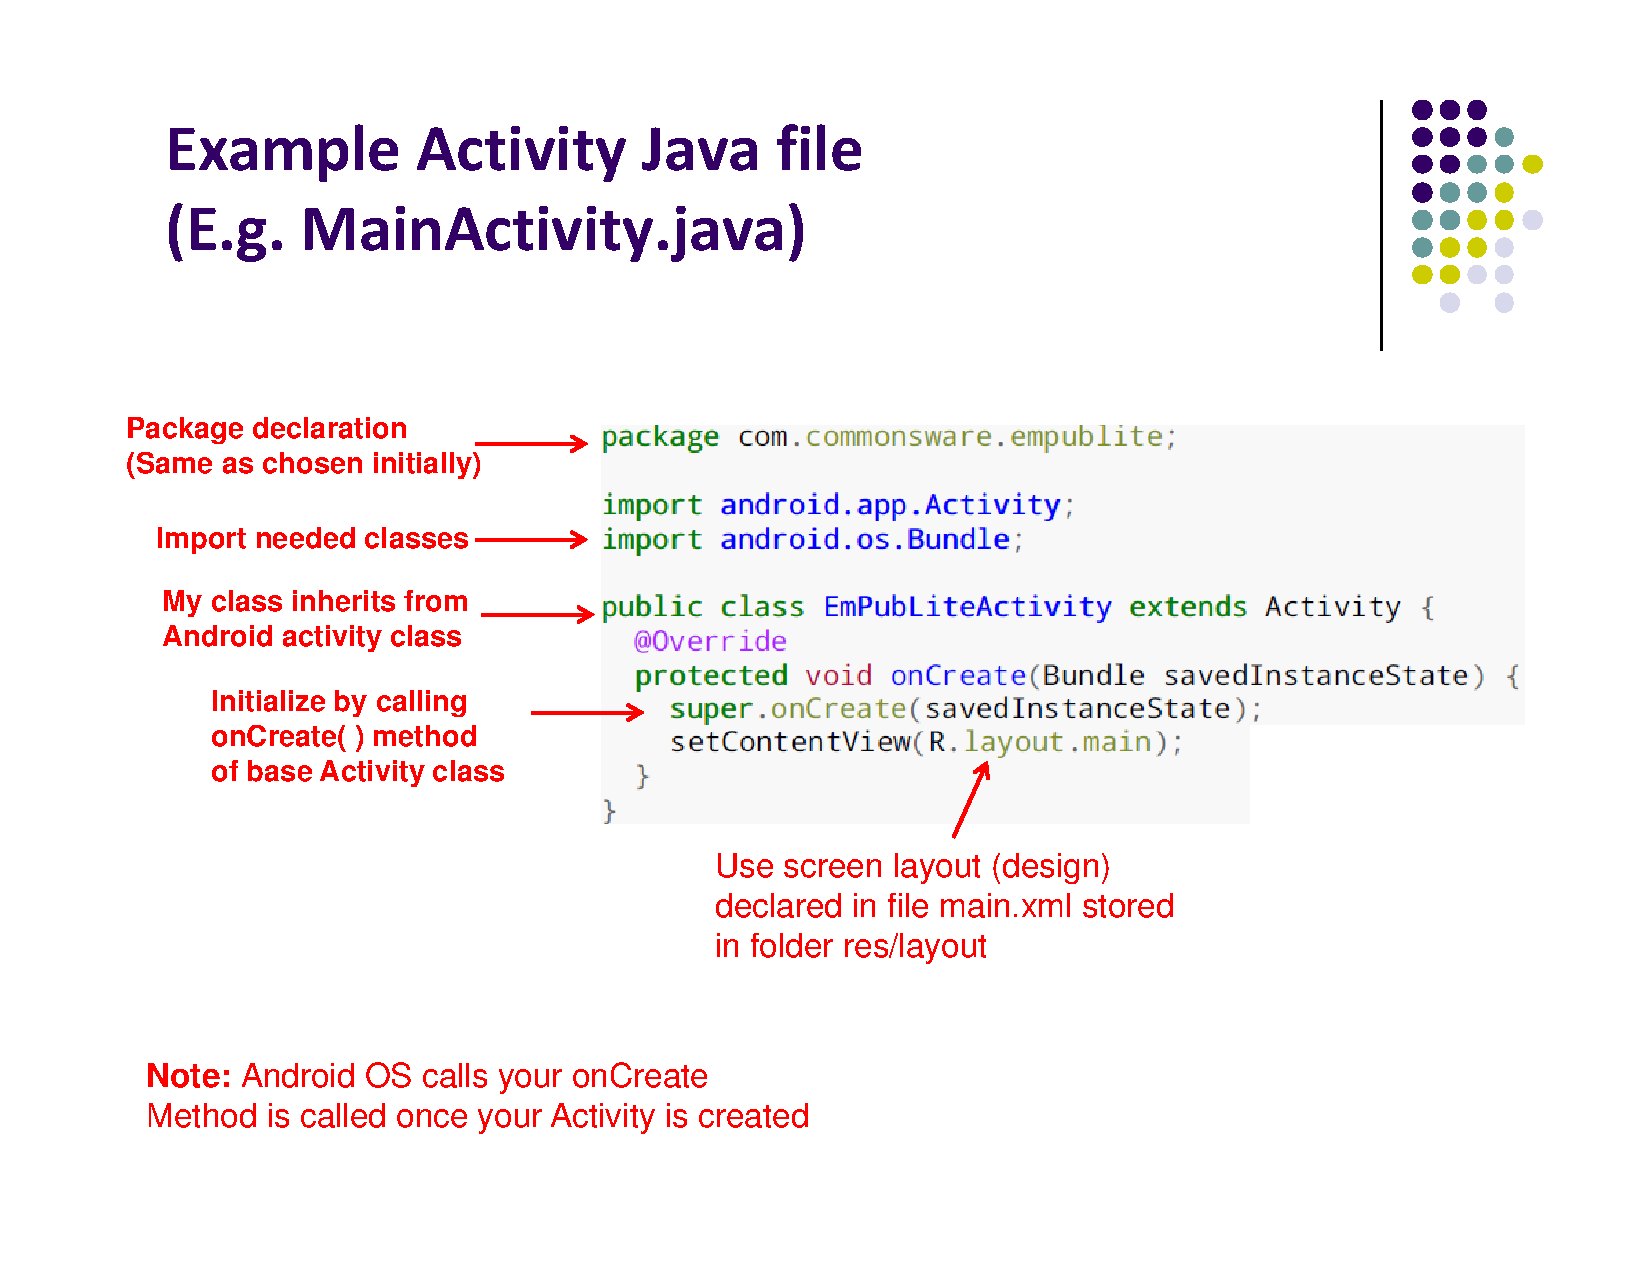 Example Activity Java file
(E.g. MainActivity.java)
Package declaration
(Same as chosen initially)
Import needed classes
My class inherits from
Android activity class
Initialize by calling
onCreate( ) method
of base Activity class
package com.commonsware.empublite;
import android.app.Activity;
import android.os.Bundle;
public class EmPubLiteActivity extends Activity {
@Override
protected void onCreate(Bundle savedInstanceState) {
super.onCreate(savedInstanceState);
setContentView(R.layout.main);
}
}
Use screen layout (design)
declared in file main.xml stored
in folder res/layout
Note: Android OS calls your onCreate
Method is called once your Activity is created